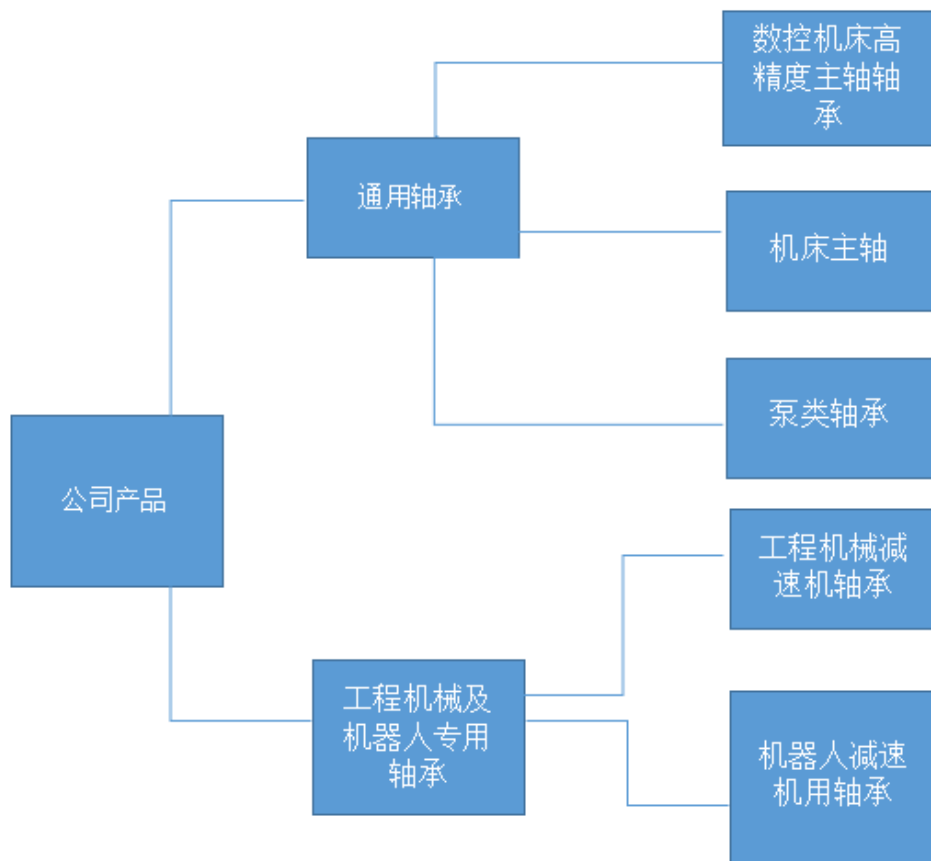 数控机床高
精度主轴轴
承
通用轴承
机床主轴
泵类轴承
公司产品
工程机械减
速机轴承
工程机械及
机器人专用
轴承
机器人减速
机用轴承